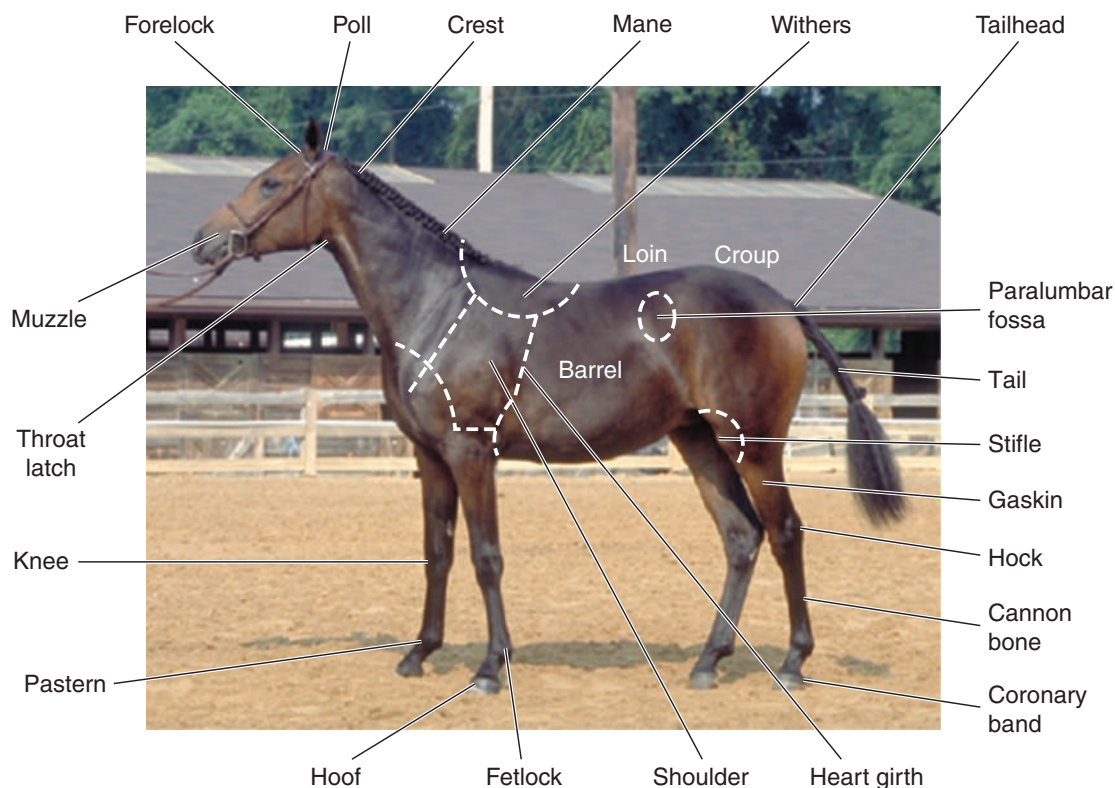 Forelock
Poll
Crest
Mane
Withers
Tailhead
Loin
Croup
Paralumbar
fossa
Muzzle
Barrel
Tail
Throat
latch
Stifle
Gaskin
Knee
Hock
Cannon
bone
Pastern
Coronary
band
Hoof
Fetlock
Shoulder
Heart girth